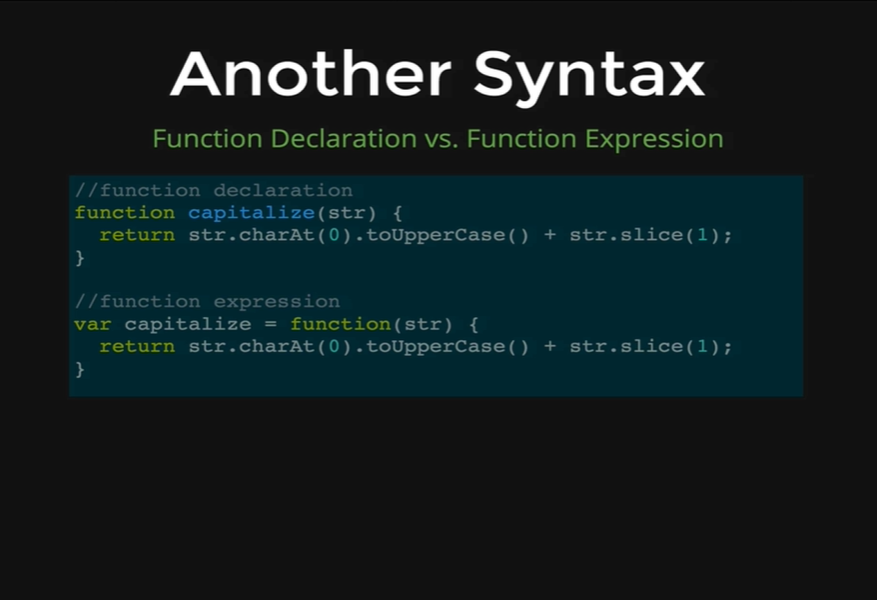 Another Syntax
Function Declaration vs. Function Expression
//function declaration
function capitalize(str) {
  return str.charAt(0).toUpperCase() + str.slice(1);
}
//function expression
var capitalize = function(str) {
  return str.charAt(0).toUpperCase() + str.slice(1);
}